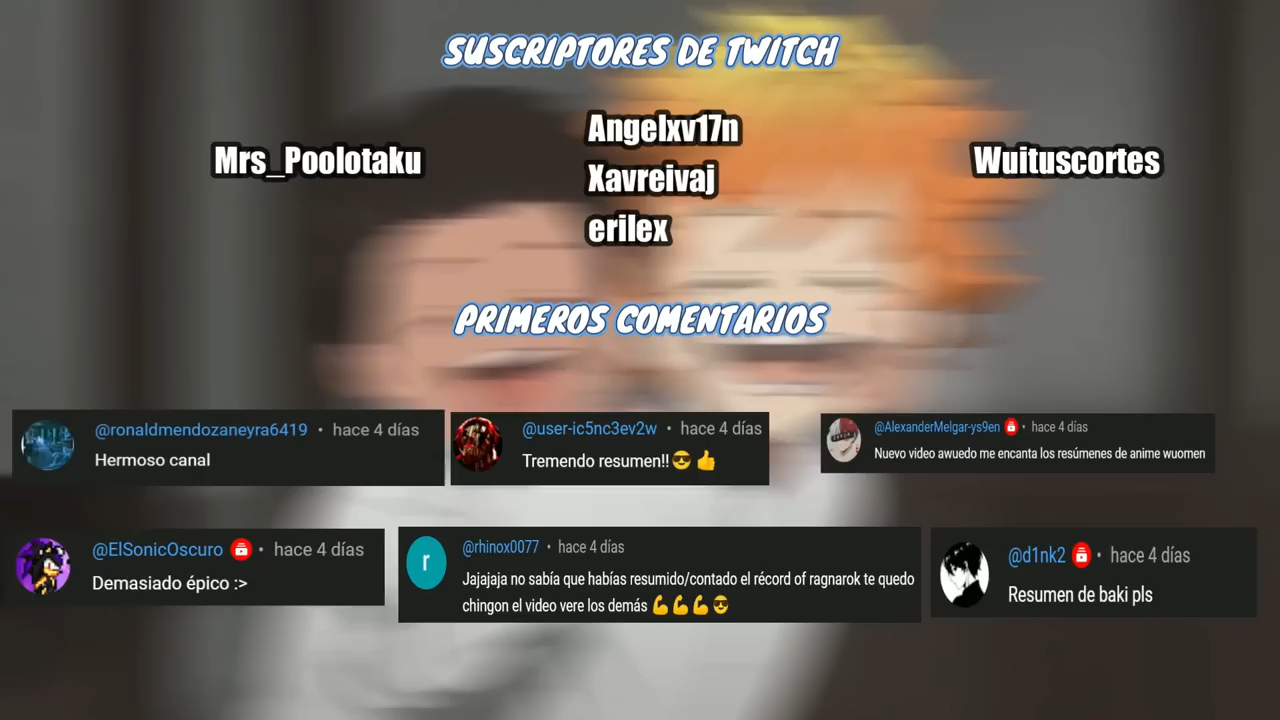 SUSCRIPTORES DE TWITCH
Mrs_Poolotaku
Angelxv17n
Xavreivaj
erilex
Wuituscortes
PRIMEROS COMENTARIOS
@ronaldmendozaneyra6419 • hace 4 días
Hermoso canal
@user-ic5nc3ev2w • hace 4 días
Tremendo resumen!!😎👍
@AlexanderMelgar-ys9en • hace 4 días
Nuevo video awuedo me encanta los resúmenes de anime wuomen
@ElSonicOscuro • hace 4 días
Demasiado épico :>
r
@rhinox0077 • hace 4 días
Jajajaja no sabía que habías resumido/contado el récord of ragnarok te quedo
chingon el video vere los demás 💪💪💪😎
@d1nk2 • hace 4 días
Resumen de baki pls